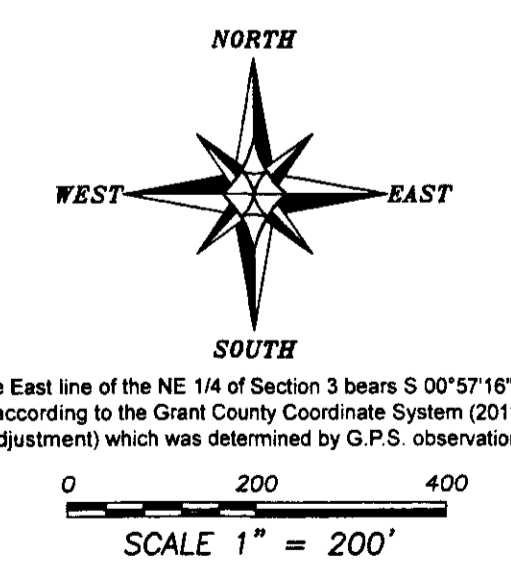 NORTH
WEST EAST
SOUTH
East line of the NE 1/4 of Section 3 bears S 00°57'16"
according to the Grant County Coordinate System (201
djustment) which was determined by G.P.S. observation
0 200 400
SCALE 1" = 200'